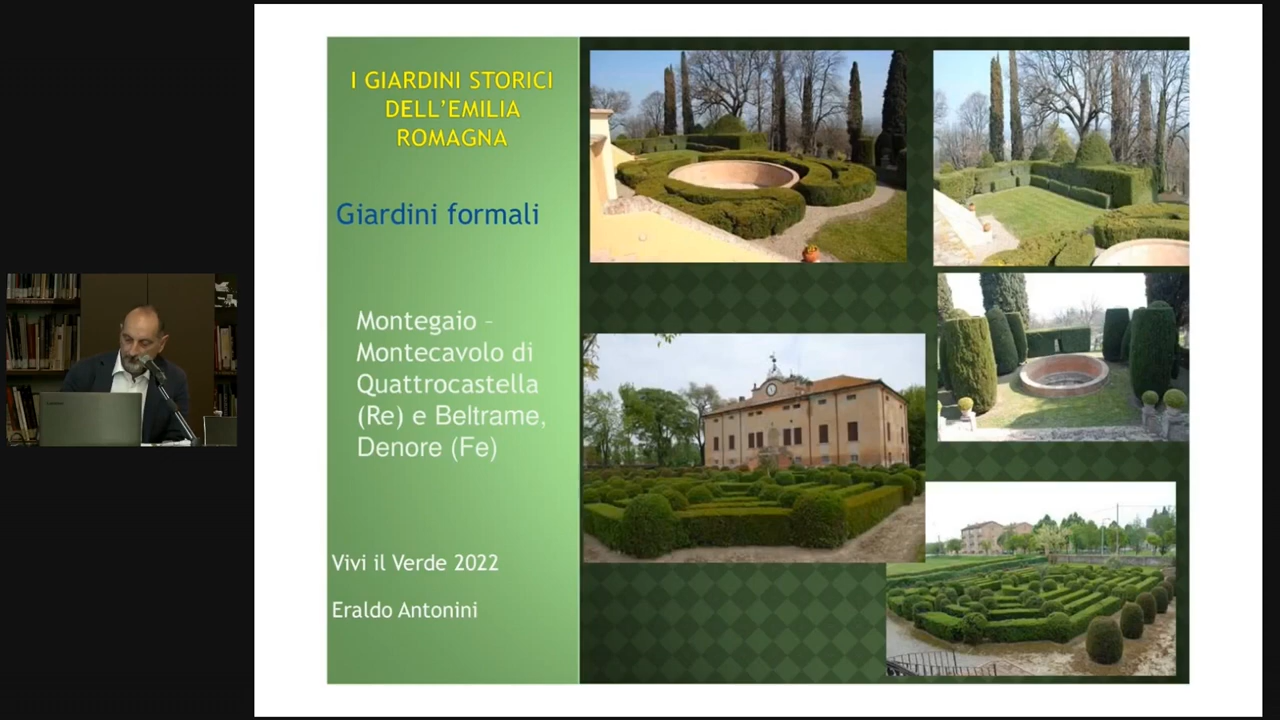 I GIARDINI STORICI
DELL'EMILIA
ROMAGNA
Giardini formali
Montegaio –
Montecavolo di
Quattrocastella
(Re) e Beltrame,
Denore (Fe)
Vivi il Verde 2022
Eraldo Antonini